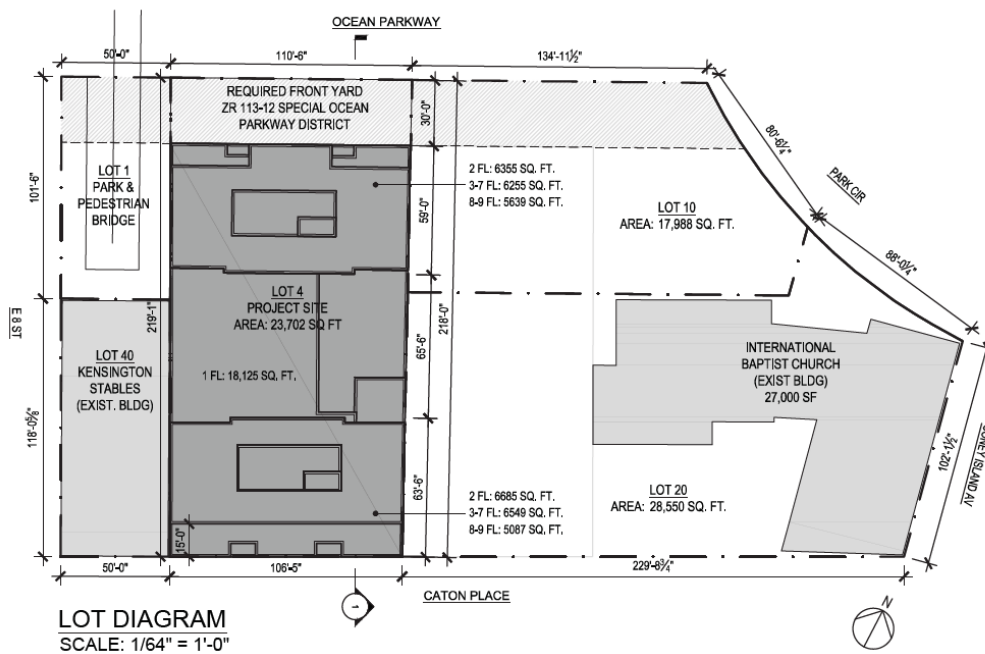 OCEAN PARKWAY
50'-0"
110'-6"
134'-11½"
REQUIRED FRONT YARD
ZR 113-12 SPECIAL OCEAN
PARKWAY DISTRICT
30'-0"
80'-6¼"
PARK CIR
88'-0¼"
LOT 1
PARK &
PEDESTRIAN
BRIDGE
101'-6"
2 FL: 6355 SQ. FT.
3-7 FL: 6255 SQ. FT.
8-9 FL: 5639 SQ. FT.
59'-0"
LOT 10
AREA: 17,988 SQ. FT.
E 8 ST
219'-1"
218'-0"
LOT 4
PROJECT SITE
AREA: 23,702 SQ FT
65'-6"
1 FL: 18,125 SQ. FT.
LOT 40
KENSINGTON
STABLES
(EXIST. BLDG)
118'-0⅝"
INTERNATIONAL
BAPTIST CHURCH
(EXIST BLDG)
27,000 SF
CONEY ISLAND AV
102'-1½"
63'-6"
2 FL: 6685 SQ. FT.
3-7 FL: 6549 SQ. FT.
8-9 FL: 5087 SQ. FT.
LOT 20
AREA: 28,550 SQ. FT.
15'-0"
50'-0"
106'-5"
229'-8¾"
CATON PLACE
1
N
LOT DIAGRAM
SCALE: 1/64" = 1'-0"